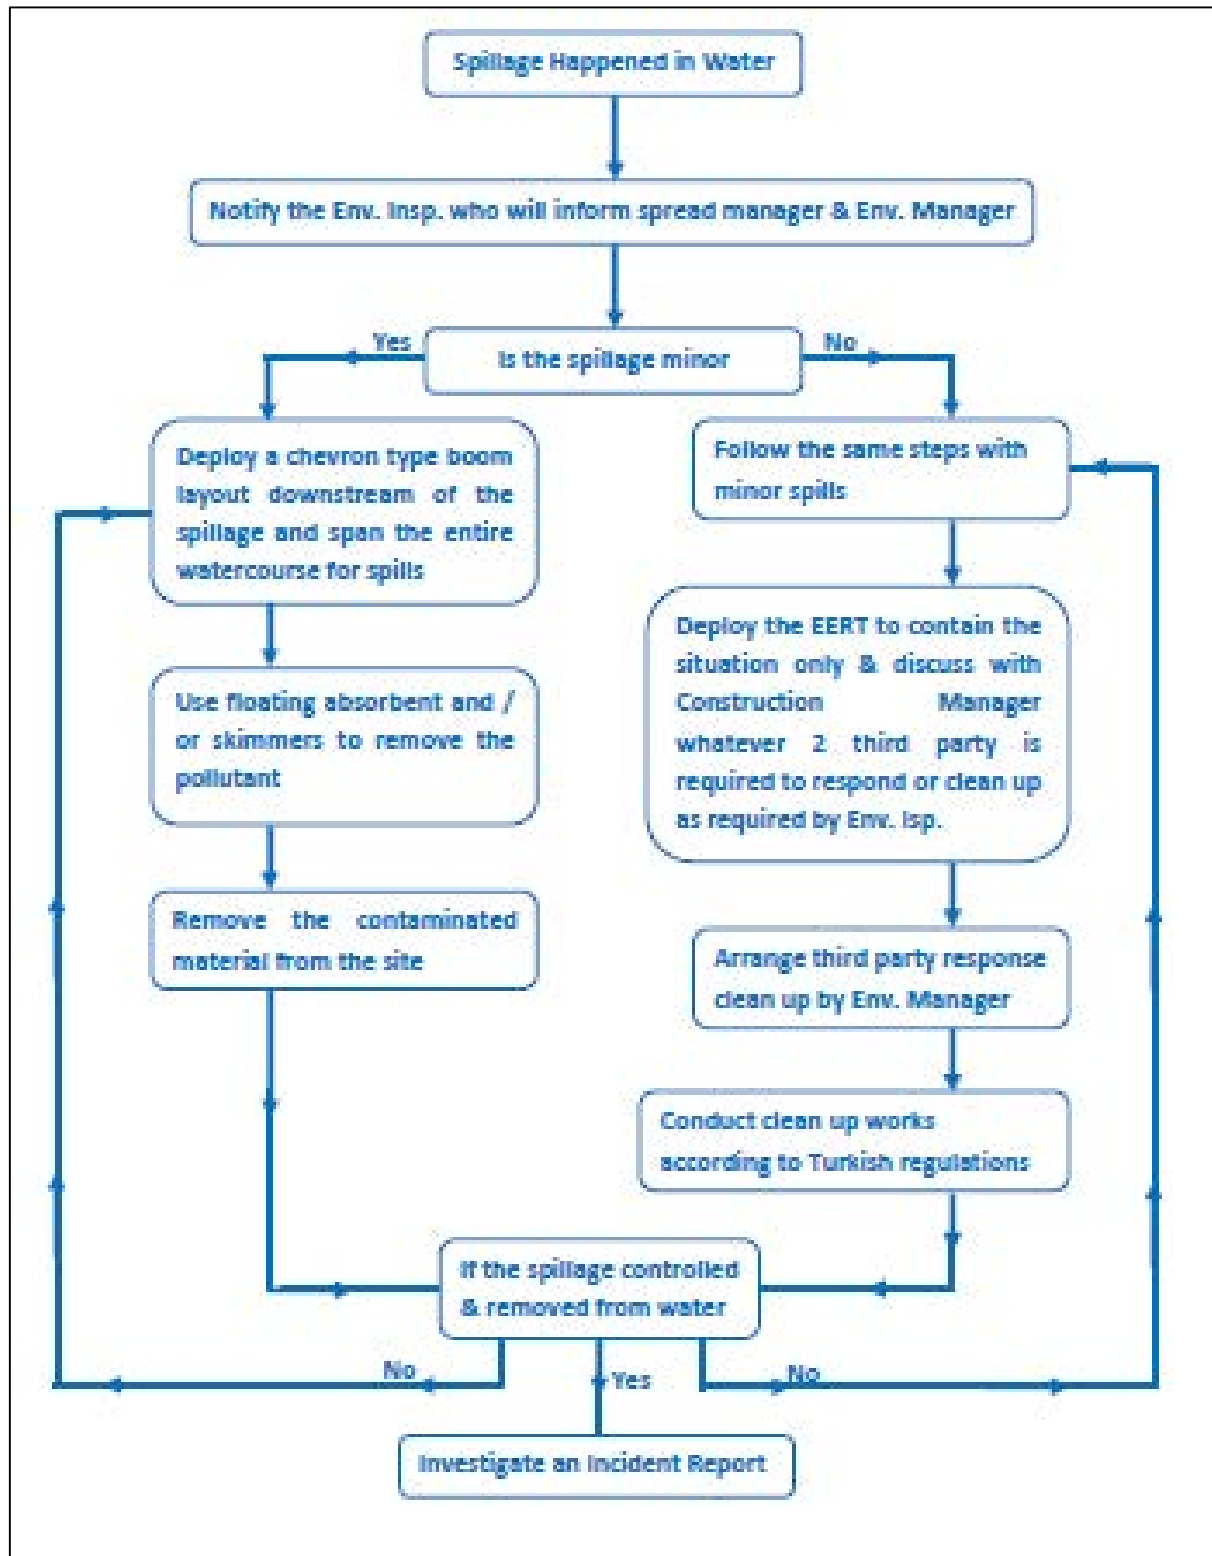 Spillage Happened in Water
Notify the Env. Insp. who will inform spread manager & Env. Manager
Yes
Is the spillage minor
No
Deploy a chevron type boom
layout downstream of the
spillage and span the entire
watercourse for spills
Follow the same steps with
minor spills
Use floating absorbent and /
or skimmers to remove the
pollutant
Deploy the EERT to contain the
situation only & discuss with
Construction Manager
whatever 2 third party is
required to respond or clean up
as required by Env. Isp.
Remove the contaminated
material from the site
Arrange third party response
clean up by Env. Manager
Conduct clean up works
according to Turkish regulations
If the spillage controlled
& removed from water
No
Yes
No
Investigate an Incident Report